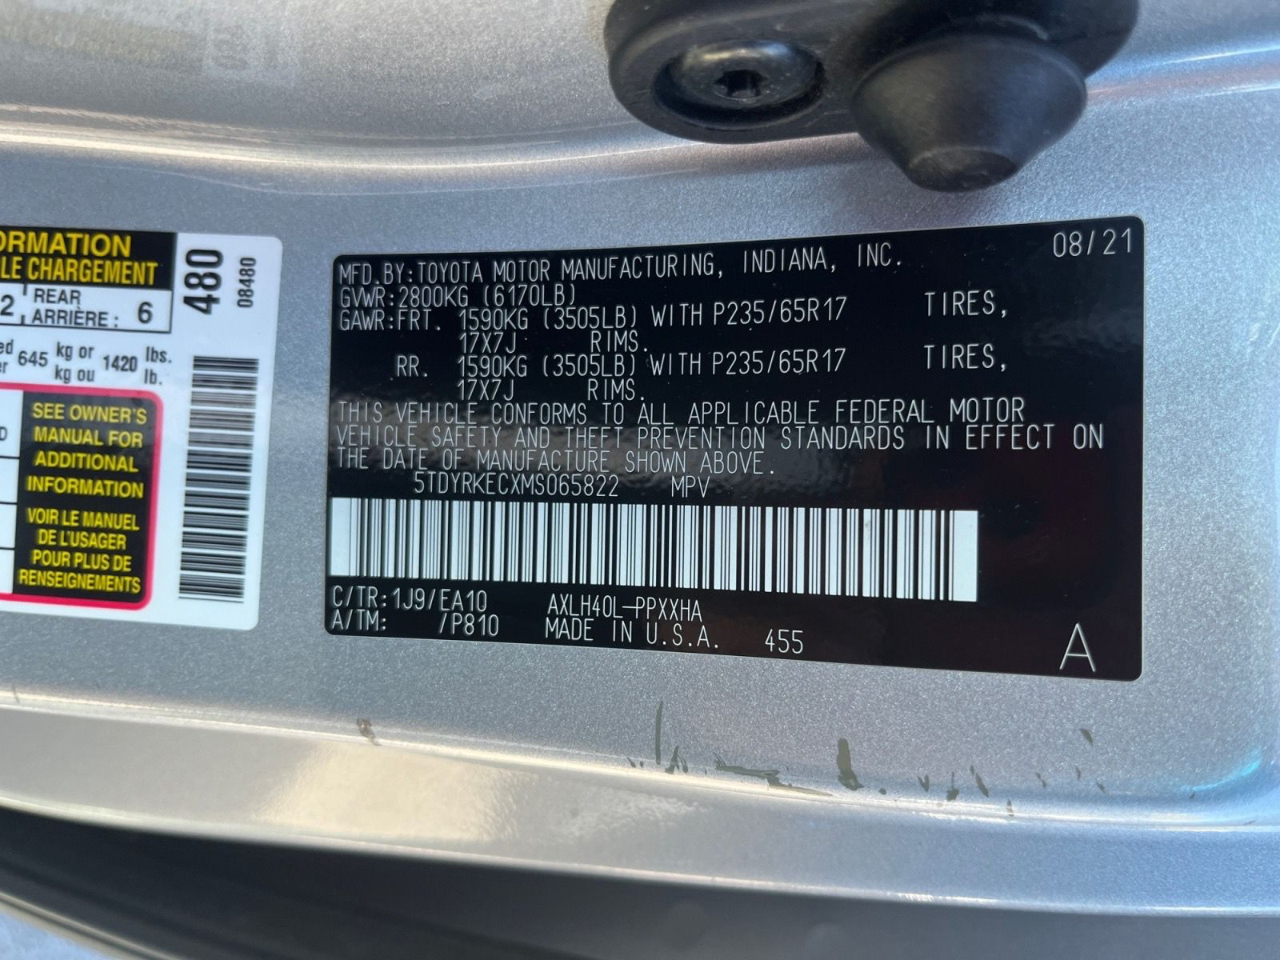 ORMATION
LE CHARGEMENT
2 REAR
ARRIÈRE : 6
645 kg or 1420 lbs.
kg ou lb.
480
08480
SEE OWNER'S
MANUAL FOR
ADDITIONAL
INFORMATION
VOIR LE MANUEL
DE L'USAGER
POUR PLUS DE
RENSEIGNEMENTS
08/21
MFD.BY:TOYOTA MOTOR MANUFACTURING, INDIANA, INC.
GVWR:2800KG (6170LB)
GAWR:FRT. 1590KG (3505LB) WITH P235/65R17 TIRES,
17X7J RIMS.
RR. 1590KG (3505LB) WITH P235/65R17 TIRES,
17X7J RIMS.
THIS VEHICLE CONFORMS TO ALL APPLICABLE FEDERAL MOTOR
VEHICLE SAFETY AND THEFT PREVENTION STANDARDS IN EFFECT ON
THE DATE OF MANUFACTURE SHOWN ABOVE.
5TDYRKECXMS065822 MPV
C/TR:1J9/EA10 AXLH40L-PPXXHA
A/TM: /P810 MADE IN U.S.A. 455
A